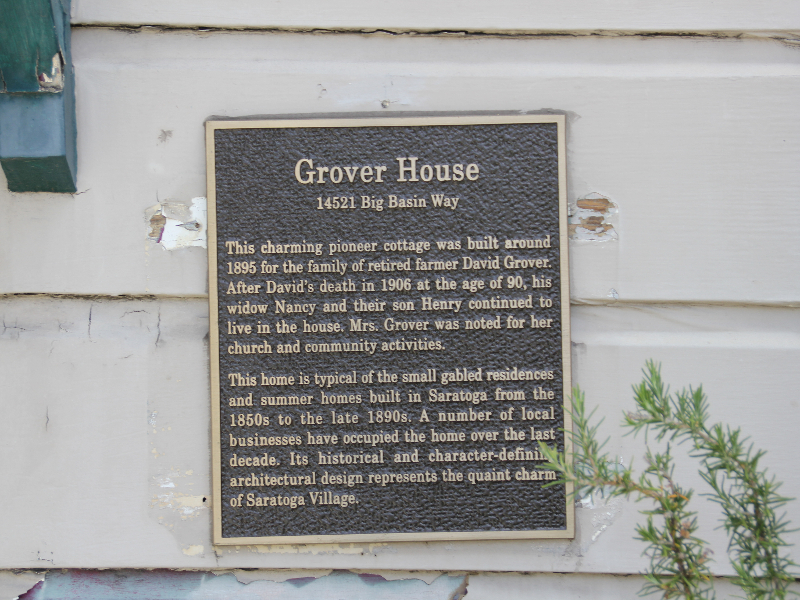 Grover House
14521 Big Basin Way
This charming pioneer cottage was built around
1895 for the family of retired farmer David Grover.
After David's death in 1906 at the age of 90, his
widow Nancy and their son Henry continued to
live in the house. Mrs. Grover was noted for her
church and community activities.
This home is typical of the small gabled residences
and summer homes built in Saratoga from the
1850s to the late 1890s. A number of local
businesses have occupied the home over the last
decade. Its historical and character-defining
architectural design represents the quaint charm
of Saratoga Village.